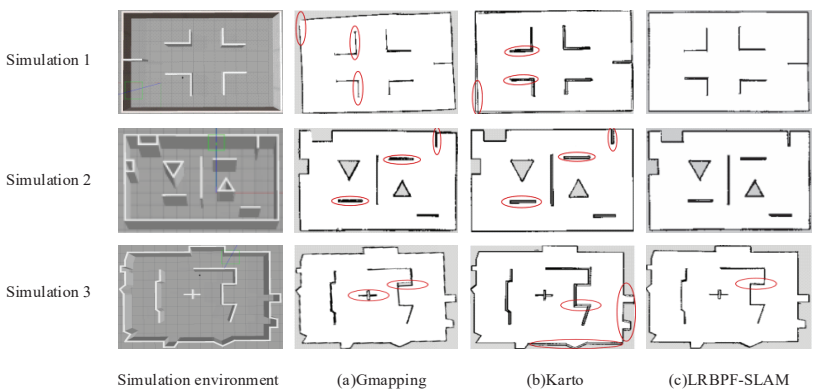 Simulation 1
Simulation 2
Simulation 3
Simulation environment (a)Gmapping (b)Karto (c)LRBPF-SLAM